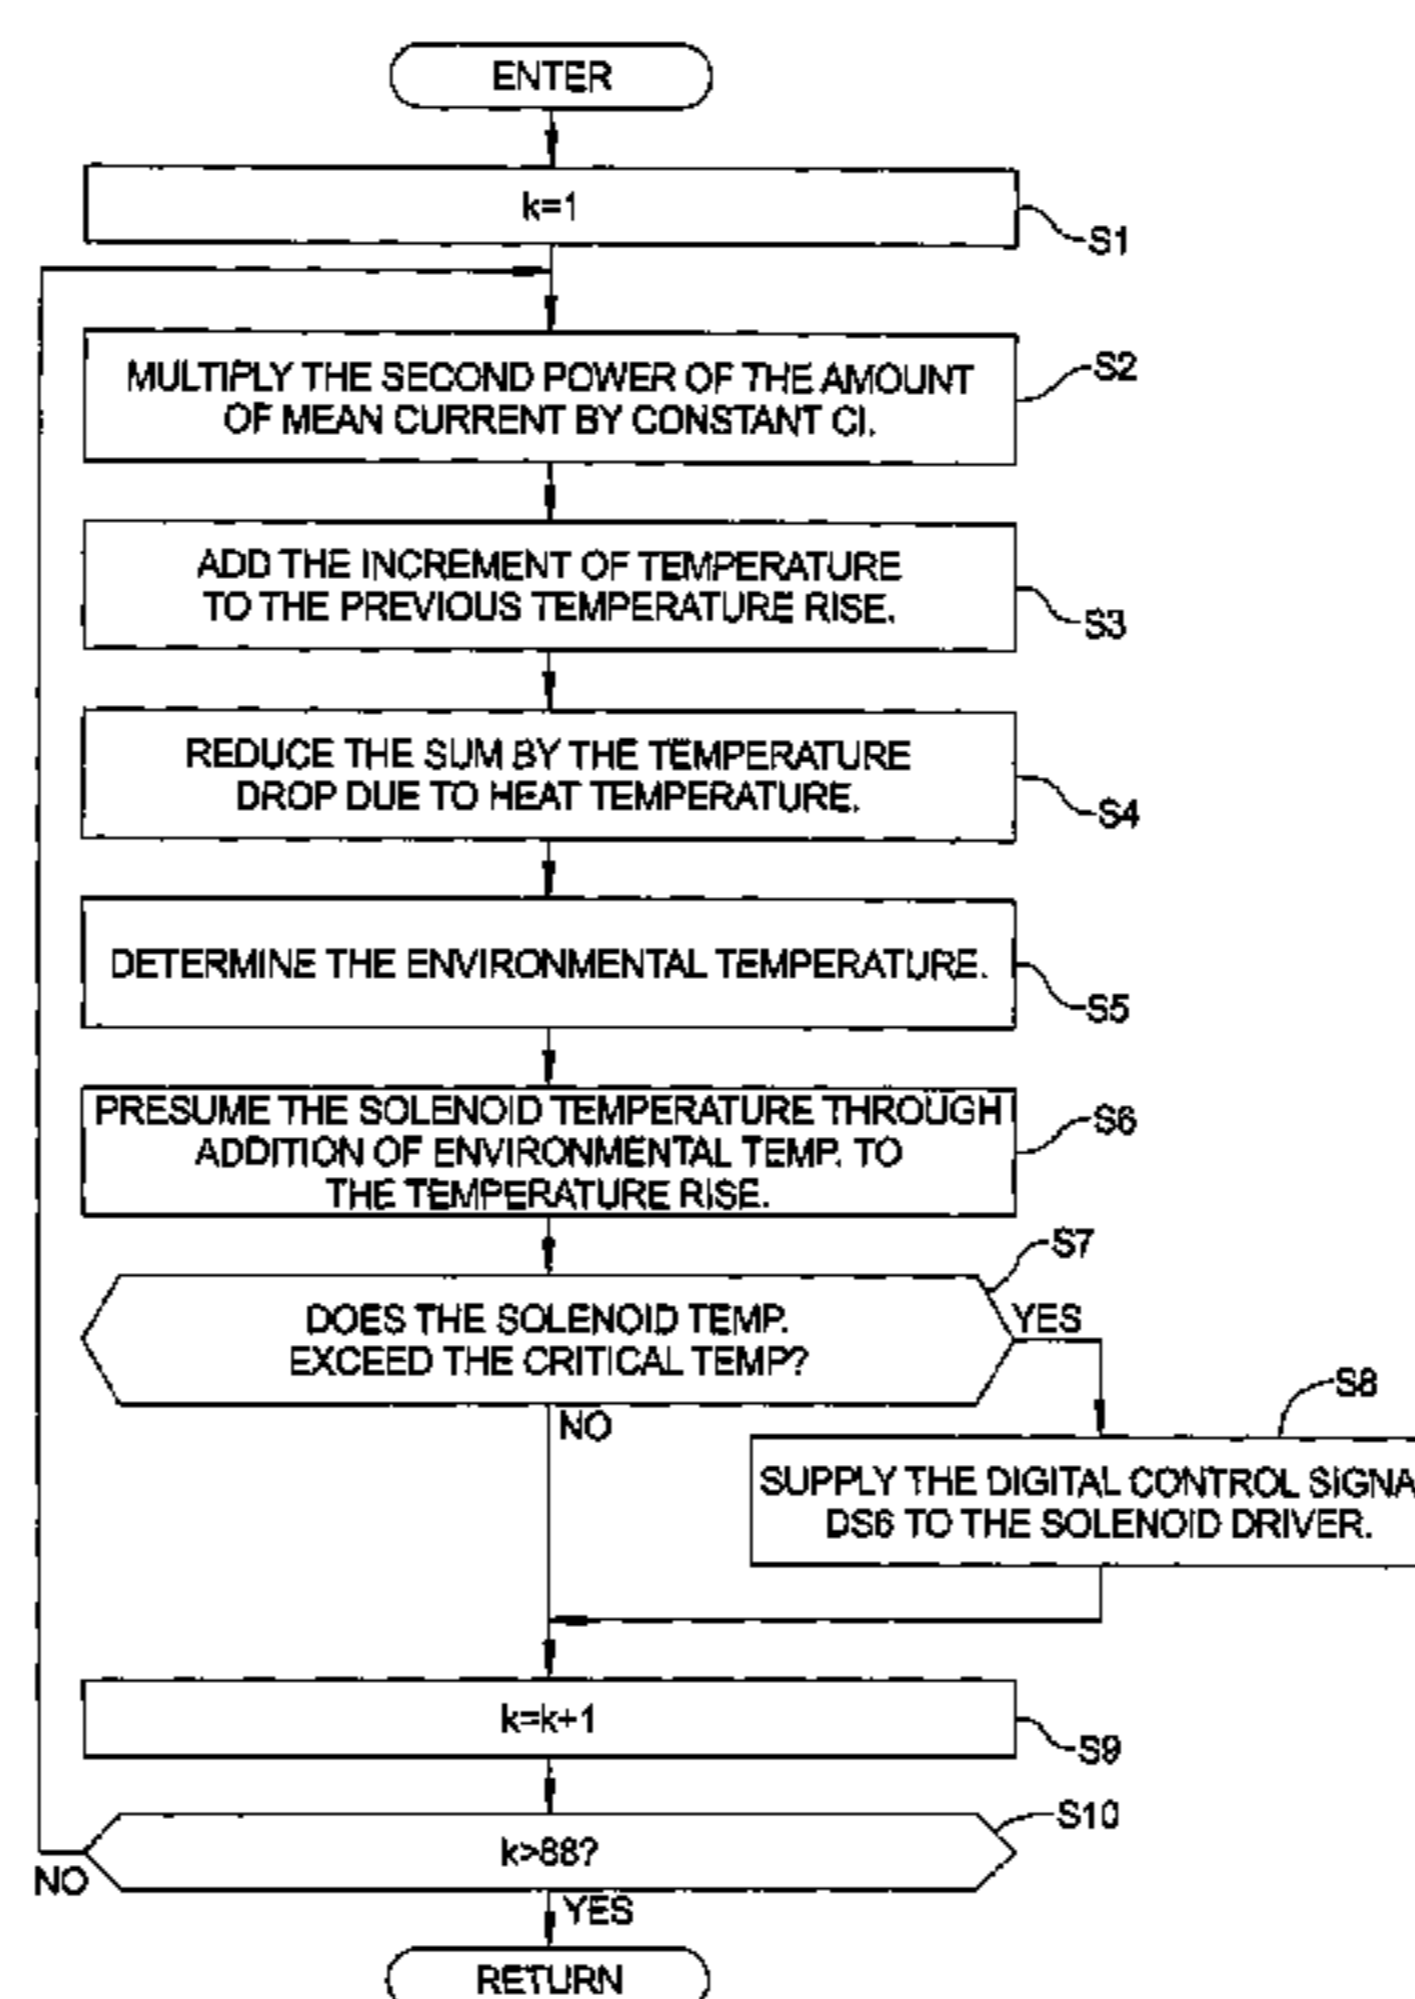 ENTER
k=1
S1
MULTIPLY THE SECOND POWER OF THE AMOUNT
OF MEAN CURRENT BY CONSTANT CI.
S2
ADD THE INCREMENT OF TEMPERATURE
TO THE PREVIOUS TEMPERATURE RISE.
S3
REDUCE THE SUM BY THE TEMPERATURE
DROP DUE TO HEAT TEMPERATURE.
S4
DETERMINE THE ENVIRONMENTAL TEMPERATURE.
S5
PRESUME THE SOLENOID TEMPERATURE THROUGH
ADDITION OF ENVIRONMENTAL TEMP. TO
THE TEMPERATURE RISE.
S6
S7
DOES THE SOLENOID TEMP.
EXCEED THE CRITICAL TEMP?
YES
NO
S8
SUPPLY THE DIGITAL CONTROL SIGNA
DS6 TO THE SOLENOID DRIVER.
k=k+1
S9
S10
k>88?
NO
YES
RETURN